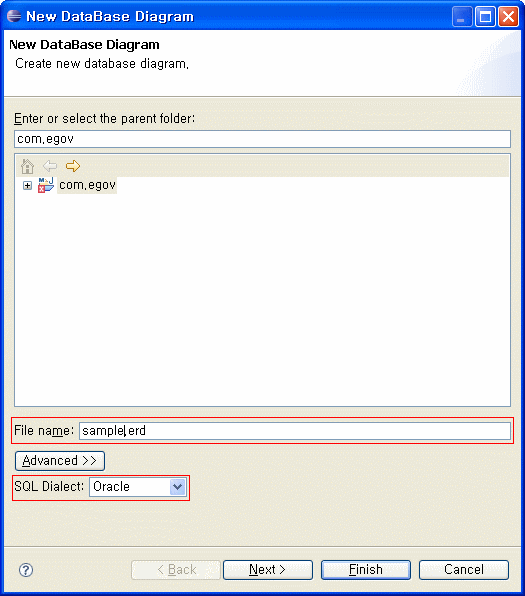 New DataBase Diagram
New DataBase Diagram
Create new database diagram.
Enter or select the parent folder:
com.egov
com.egov
File name: sample.erd
Advanced >>
SQL Dialect: Oracle
? < Back Next > Finish Cancel